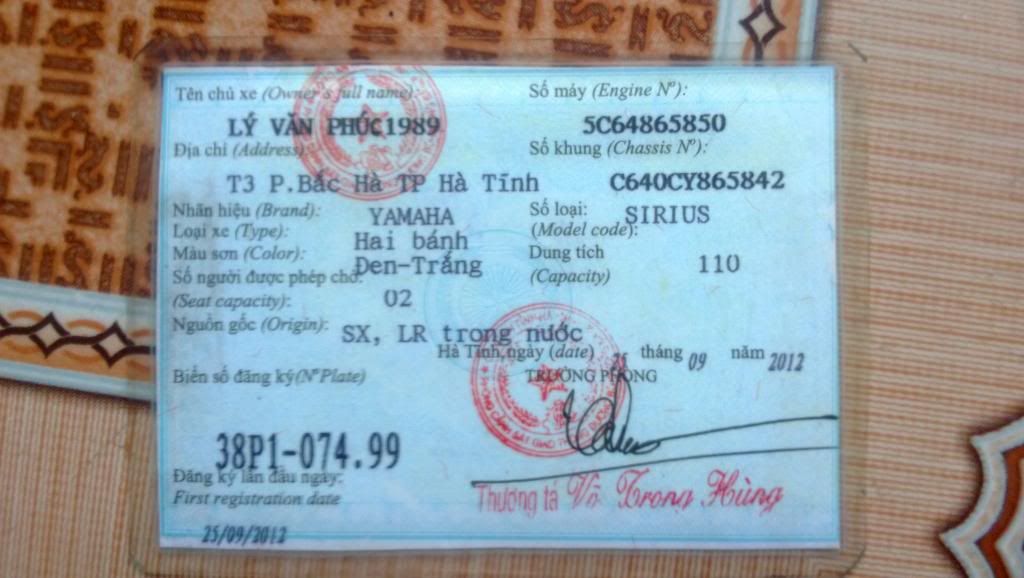 Tên chủ xe (Owner's full name):
LÝ VĂN PHÚC1989
Địa chỉ (Address)
T3 P.Bắc Hà TP Hà Tĩnh
Nhãn hiệu (Brand): YAMAHA
Loại xe (Type): Hai bánh
Màu sơn (Color): Đen-Trắng
Số người được phép chở:
(Seat capacity): 02
Nguồn gốc (Origin): SX, LR trong nước
Số máy (Engine Nº):
5C64865850
Số khung (Chassis Nº):
C640CY865842
Số loại: SIRIUS
(Model code):
Dung tích 110
(Capacity)
Hà Tĩnh, ngày (date) 25 tháng 09 năm 2012
TRƯỞNG PHÒNG
Biển số đăng ký(NºPlate)
38P1-074.99
Đăng ký lần đầu ngày:
First registration date
25/09/2012
Thượng tá Võ Trọng Hùng